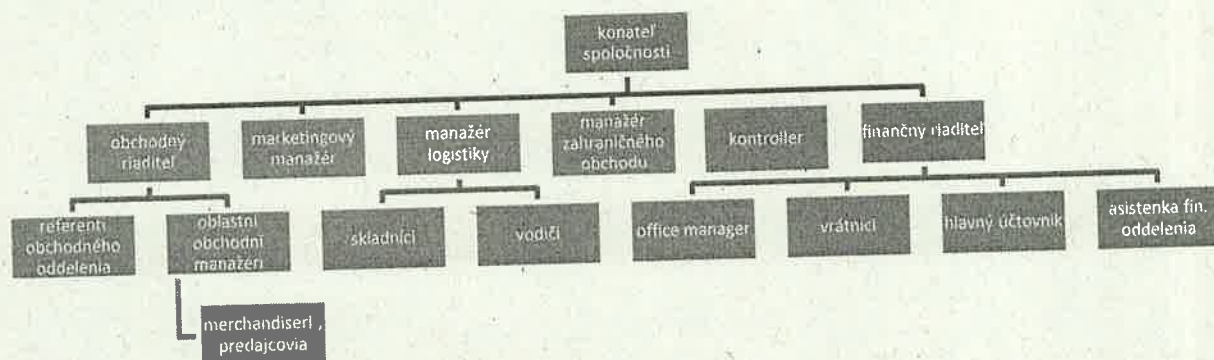 konateľ
spoločnosti
obchodný
riaditeľ
marketingový
manažér
manažér
logistiky
manažér
zahraničného
obchodu
kontroller
finančny riaditeľ
referenti
obchodného
oddelenia
oblastní
obchodní
manažéri
skladníci
vodiči
office manager
vrátnici
hlavný účtovník
asistenka fin.
oddelenia
merchandiseri ,
predajcovia